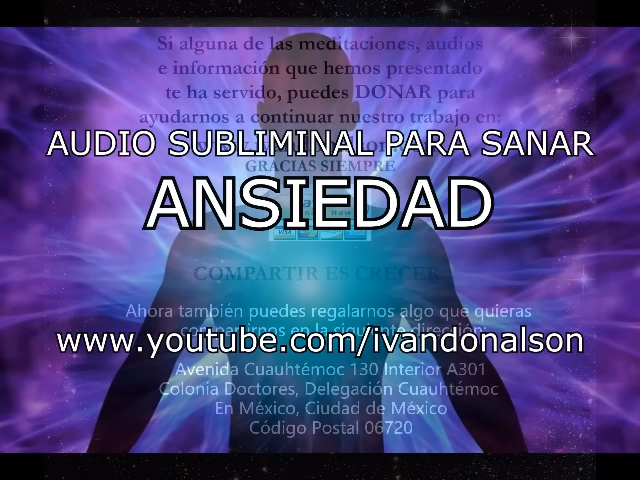 Si alguna de las meditaciones, audios
e información que hemos presentado
te ha servido, puedes DONAR para
ayudarnos a continuar nuestro trabajo en:
AUDIO SUBLIMINAL PARA SANAR
GRACIAS SIEMPRE
ANSIEDAD
VISA
COMPARTIR ES CRECER
Ahora también puedes regalarnos algo que quieras
compartirnos en la siguiente dirección:
www.youtube.com/ivandonalson
Avenida Cuauhtémoc 130 Interior A301
Colonia Doctores, Delegación Cuauhtémoc
En México, Ciudad de México
Código Postal 06720